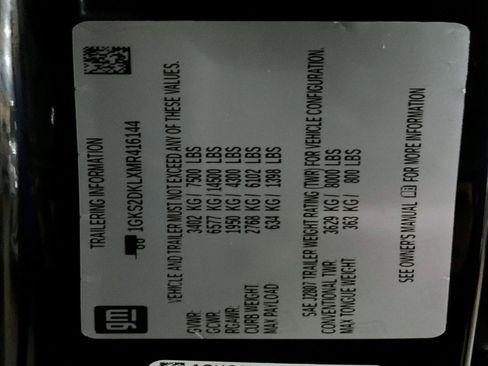 gm
TRAILERING INFORMATION
1GKS2DKLXMR416144
VEHICLE AND TRAILER MUST NOT EXCEED ANY OF THESE VALUES.
GVWR: 3402 KG / 7500 LBS
GCWR: 6577 KG / 14500 LBS
RGAWR: 1950 KG / 4300 LBS
CURB WEIGHT 2768 KG / 6102 LBS
MAX PAYLOAD 634 KG / 1398 LBS
SAE J2807 TRAILER WEIGHT RATING (TWR) FOR VEHICLE CONFIGURATION.
CONVENTIONAL TWR: 3629 KG / 8000 LBS
MAX TONGUE WEIGHT 363 KG / 800 LBS
SEE OWNER'S MANUAL FOR MORE INFORMATION